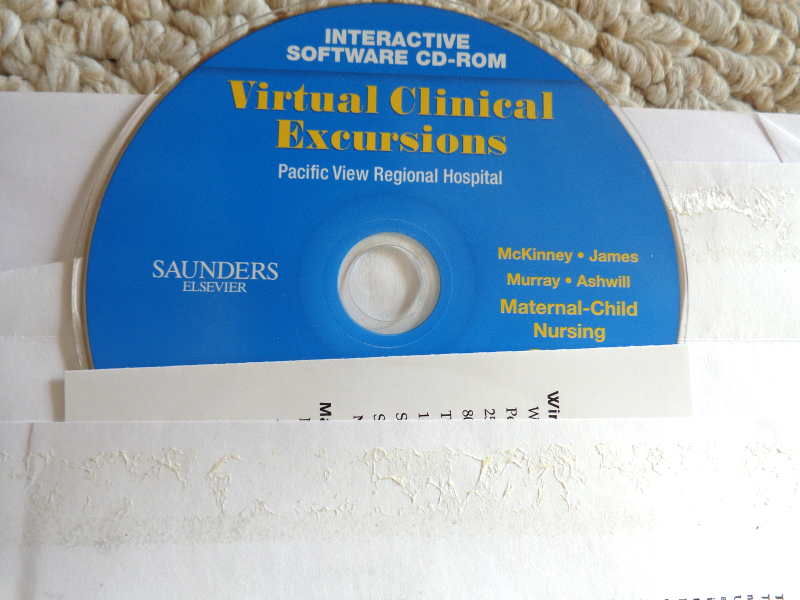 INTERACTIVE
SOFTWARE CD-ROM
Virtual Clinical
Excursions
Pacific View Regional Hospital
SAUNDERS
ELSEVIER
McKinney • James
Murray • Ashwill
Maternal-Child
Nursing